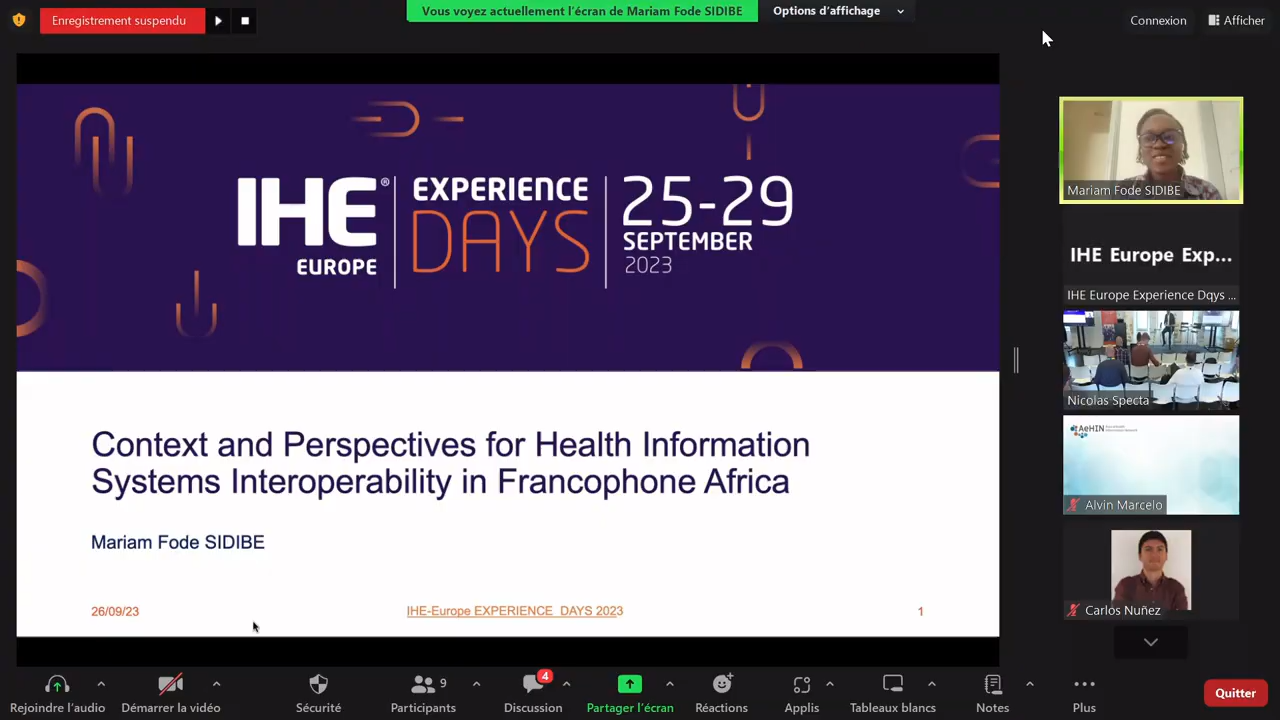 Enregistrement suspendu
Vous voyez actuellement l'écran de Mariam Fode SIDIBE
Options d'affichage
Connexion
Afficher
IHE®
EUROPE
EXPERIENCE
DAYS
25-29
SEPTEMBER
2023
Context and Perspectives for Health Information
Systems Interoperability in Francophone Africa
Mariam Fode SIDIBE
26/09/23
IHE-Europe EXPERIENCE DAYS 2023
1
Mariam Fode SIDIBE
IHE Europe Exp...
IHE Europe Experience Dqys ...
Nicolas Specta
AeHIN
Alvin Marcelo
Carlos Nuñez
Rejoindre l'audio
Démarrer la vidéo
Sécurité
9
Participants
4
Discussion
Partager l'écran
Réactions
Applis
Tableaux blancs
Notes
Plus
Quitter